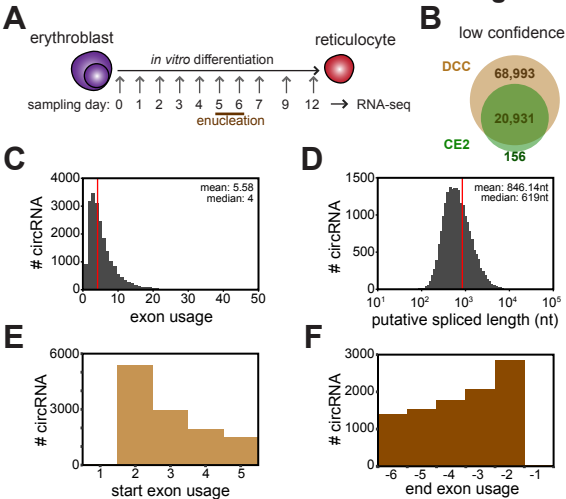 A
erythroblast
in vitro differentiation
reticulocyte
sampling day: 0 1 2 3 4 5 6 7 9 12 → RNA-seq
enucleation
B
low confidence
DCC
68,993
20,931
CE2
156
C
mean: 5.58
median: 4
# circRNA
4000
3000
2000
1000
0
0 10 20 30 40 50
exon usage
D
mean: 846.14nt
median: 619nt
# circRNA
1500
1000
500
0
10¹ 10² 10³ 10⁴ 10⁵
putative spliced length (nt)
E
# circRNA
6000
3000
0
1 2 3 4 5
start exon usage
F
# circRNA
3000
2000
1000
0
-6 -5 -4 -3 -2 -1
end exon usage